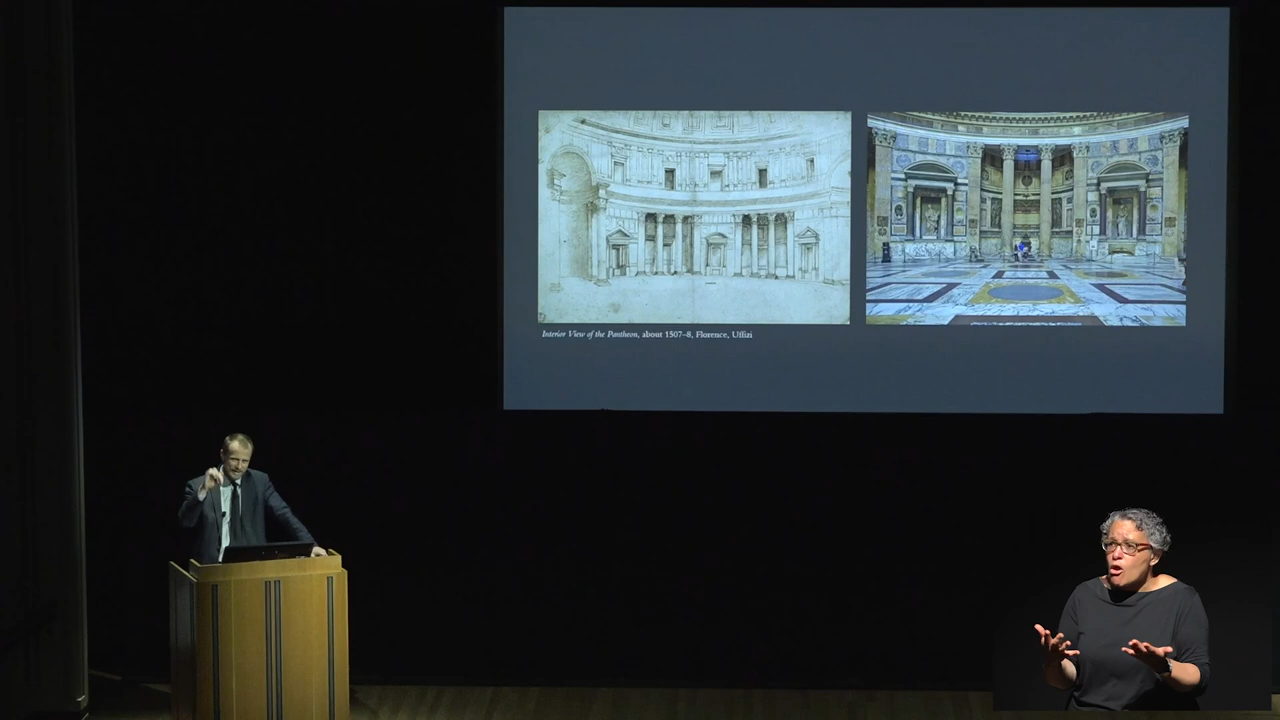 Interior View of the Pantheon, about 1507–8, Florence, Uffizi